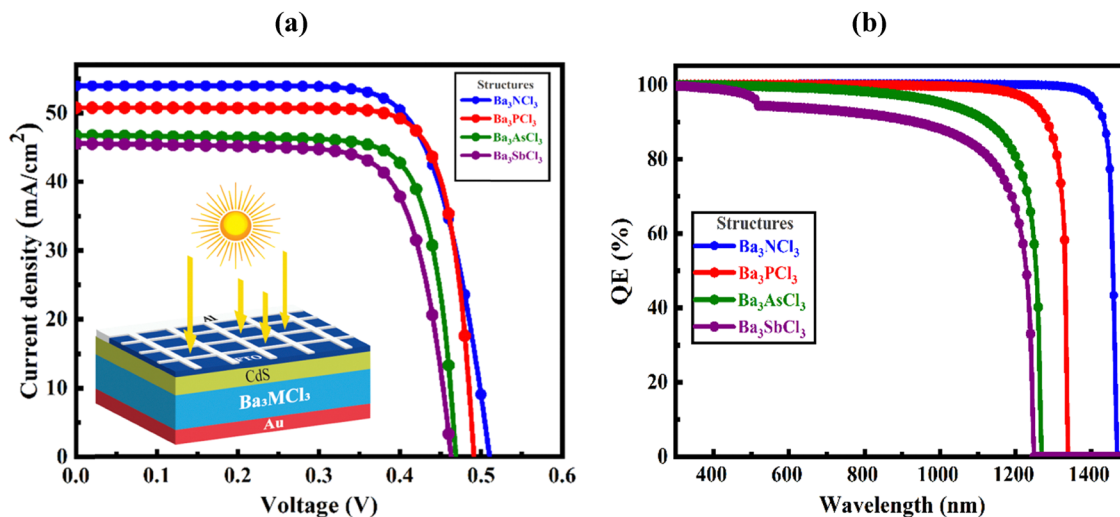 (a)
(b)
Current density (mA/cm²)
50
40
30
20
10
0
0.0 0.1 0.2 0.3 0.4 0.5 0.6
Voltage (V)
Structures
Ba₃NCl₃
Ba₃PCl₃
Ba₃AsCl₃
Ba₃SbCl₃
Al
CdS
Ba₃MCl₃
Au
QE (%)
100
80
60
40
20
0
400 600 800 1000 1200 1400
Wavelength (nm)
Structures
Ba₃NCl₃
Ba₃PCl₃
Ba₃AsCl₃
Ba₃SbCl₃